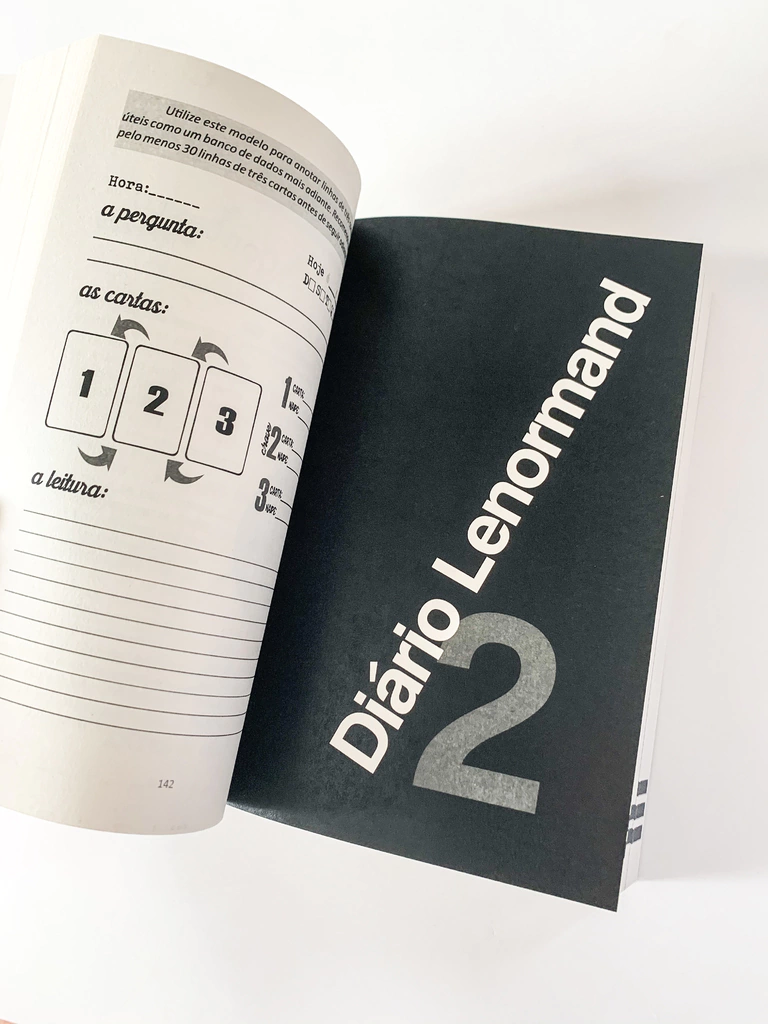 Utilize este modelo para anotar linhas de
úteis como um banco de dados mais adiante.
pelo menos 30 linhas de três cartas antes de seguir
Hora:______
Hoje
a pergunta:
as cartas:
1 2 3
1 CARTA:
NAIPE:
chave 2 CARTA:
NAIPE:
3 CARTA:
NAIPE:
a leitura:
142
Diário Lenormand
2